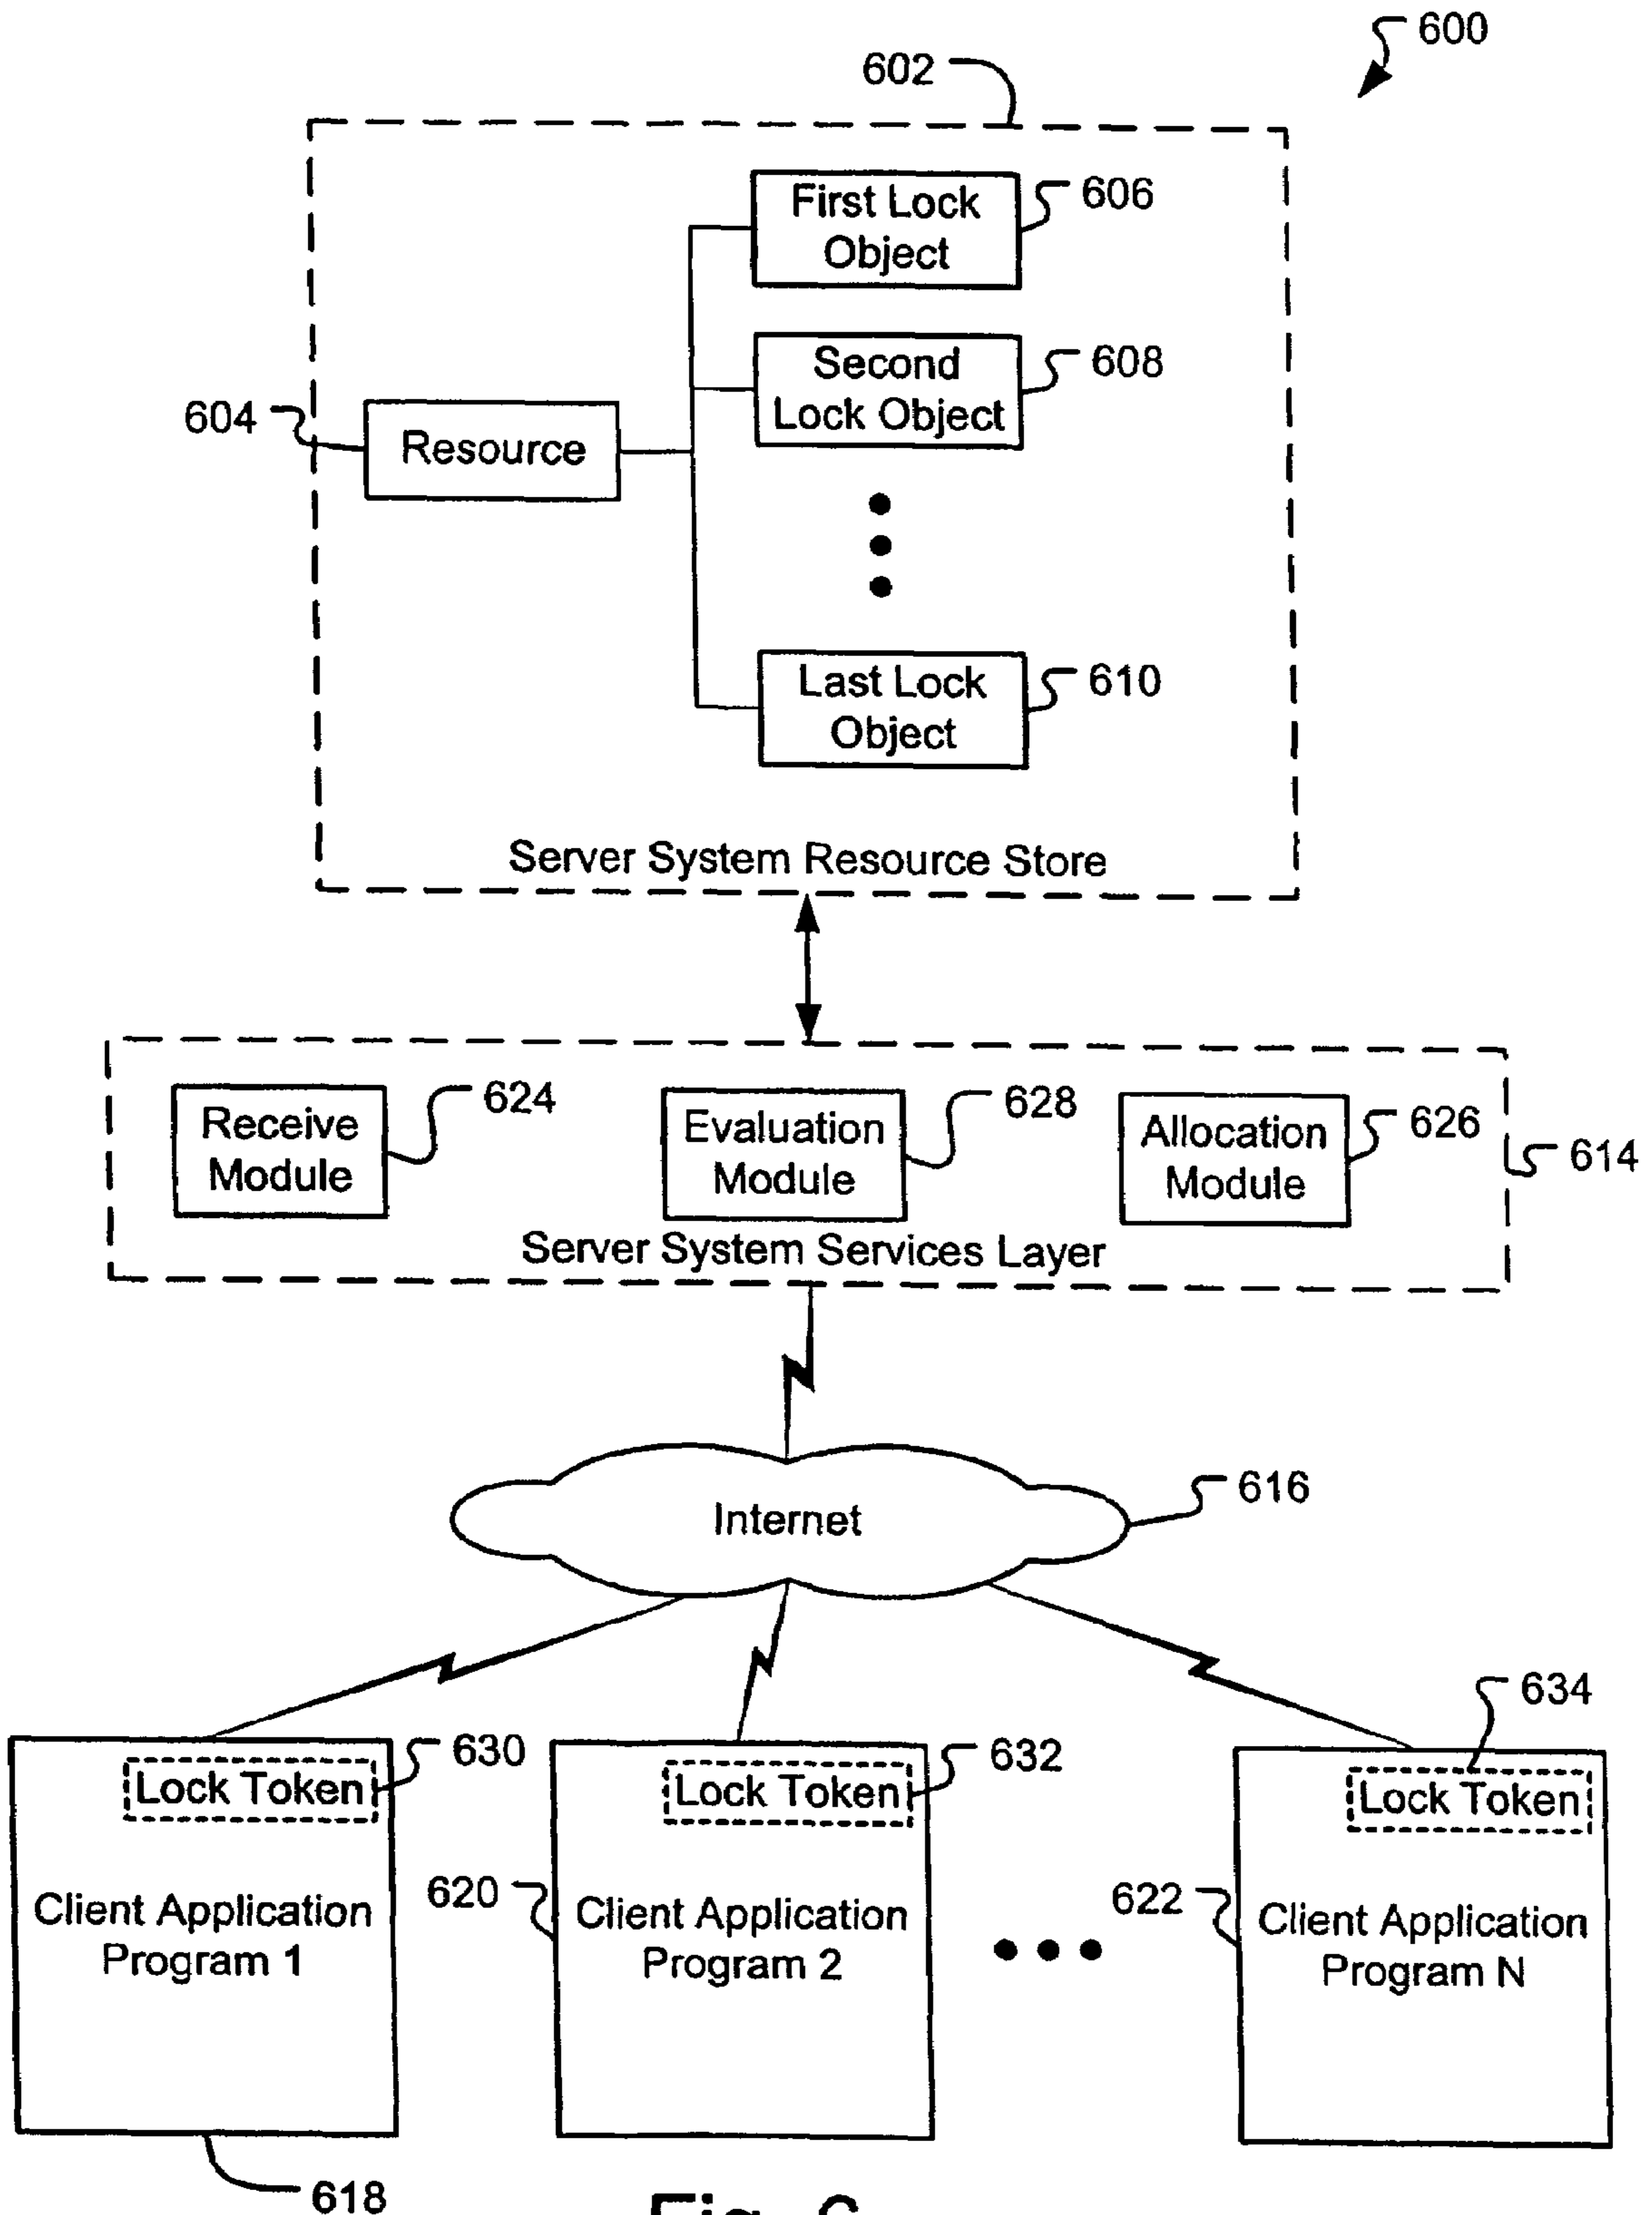 600
602
First Lock
Object
606
Second
Lock Object
608
604
Resource
Last Lock
Object
610
Server System Resource Store
Receive
Module
624
Evaluation
Module
628
Allocation
Module
626
614
Server System Services Layer
Internet
616
634
Lock Token
630
Lock Token
632
Lock Token
Client Application
Program 1
620
Client Application
Program 2
622
Client Application
Program N
618
Fig. 6